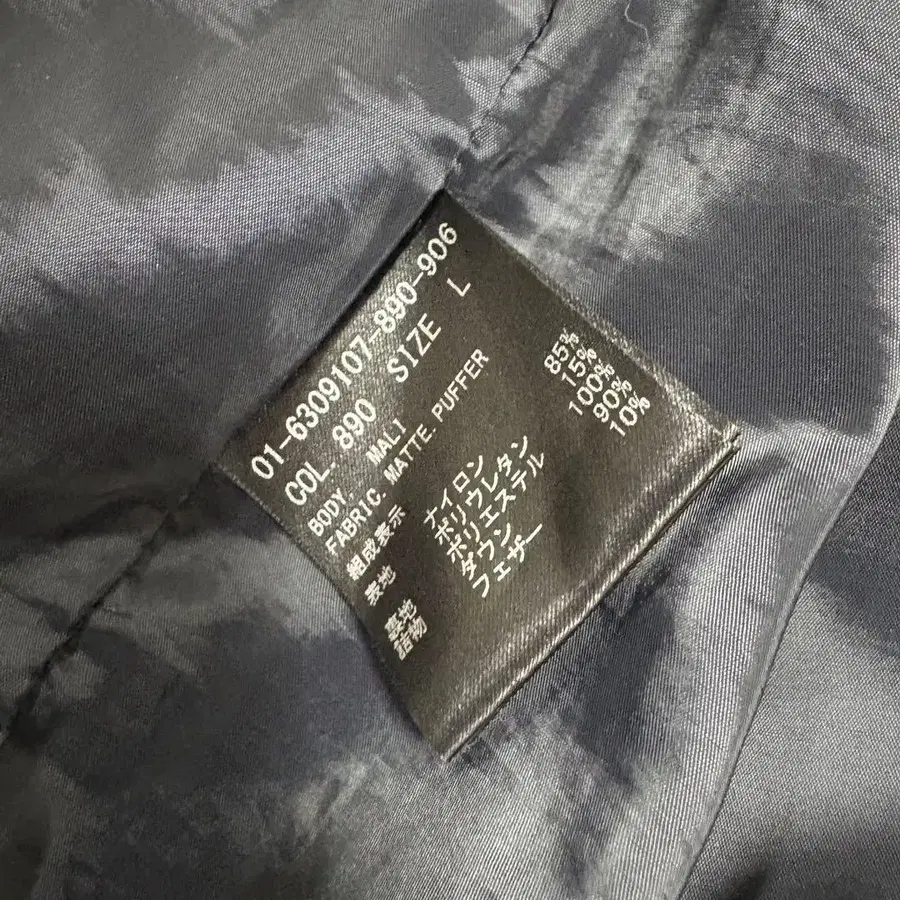 01-6309107-890-906
COL. 890 SIZE L
BODY MALI
FABRIC. MATTE. PUFFER
組成表示
表地 ナイロン 85%
ポリウレタン 15%
裏地 ポリエステル 100%
詰物 ダウン 90%
フェザー 10%